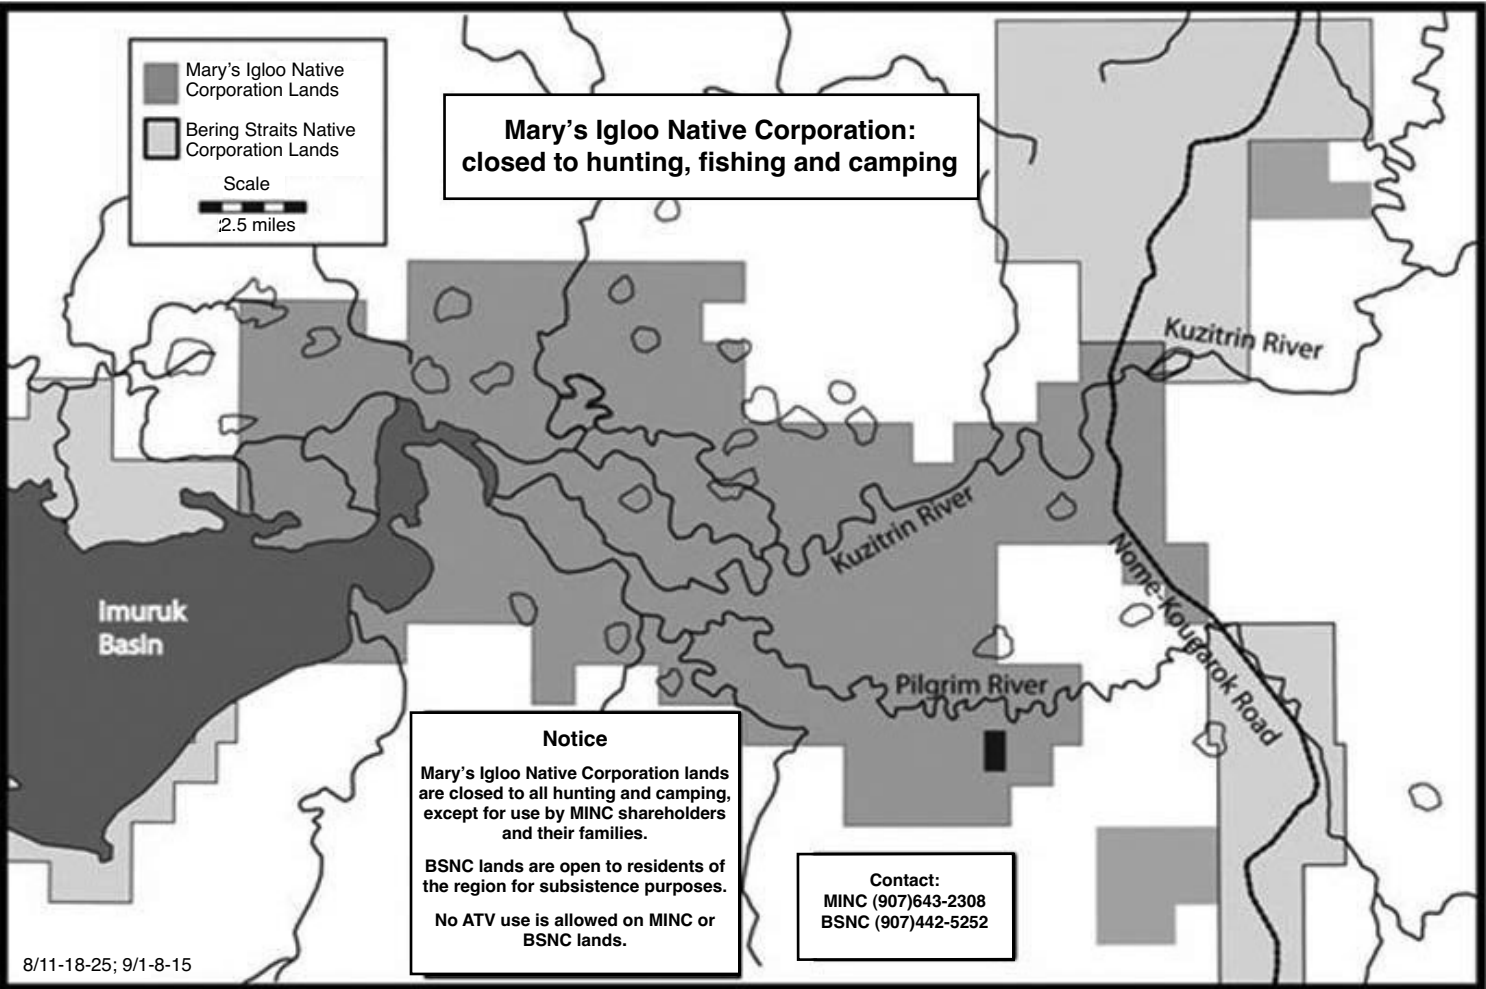 Mary’s Igloo Native
Corporation Lands
Bering Straits Native
Corporation Lands
Scale
2.5 miles
Mary’s Igloo Native Corporation:
closed to hunting, fishing and camping
Kuzitrin River
Kuzitrin River
Nome-Kougarok Road
Imuruk
Basin
Pilgrim River
Notice
Mary’s Igloo Native Corporation lands
are closed to all hunting and camping,
except for use by MINC shareholders
and their families.
BSNC lands are open to residents of
the region for subsistence purposes.
No ATV use is allowed on MINC or
BSNC lands.
Contact:
MINC (907)643-2308
BSNC (907)442-5252
8/11-18-25; 9/1-8-15